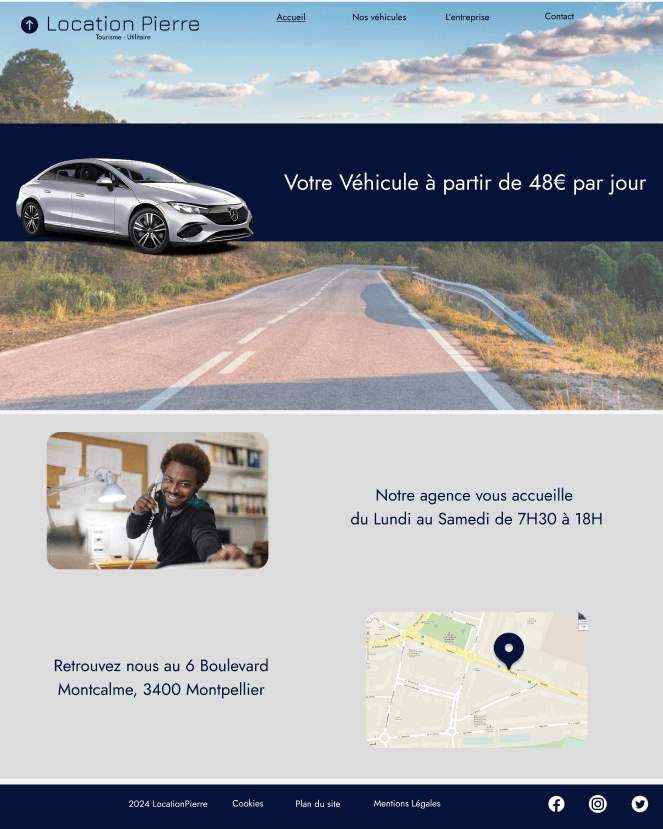 Location Pierre
Tourisme - Utilitaire
Accueil
Nos véhicules
L'entreprise
Contact
Votre Véhicule à partir de 48€ par jour
Notre agence vous accueille
du Lundi au Samedi de 7H30 à 18H
Retrouvez nous au 6 Boulevard
Montcalme, 3400 Montpellier
2024 LocationPierre
Cookies
Plan du site
Mentions Légales